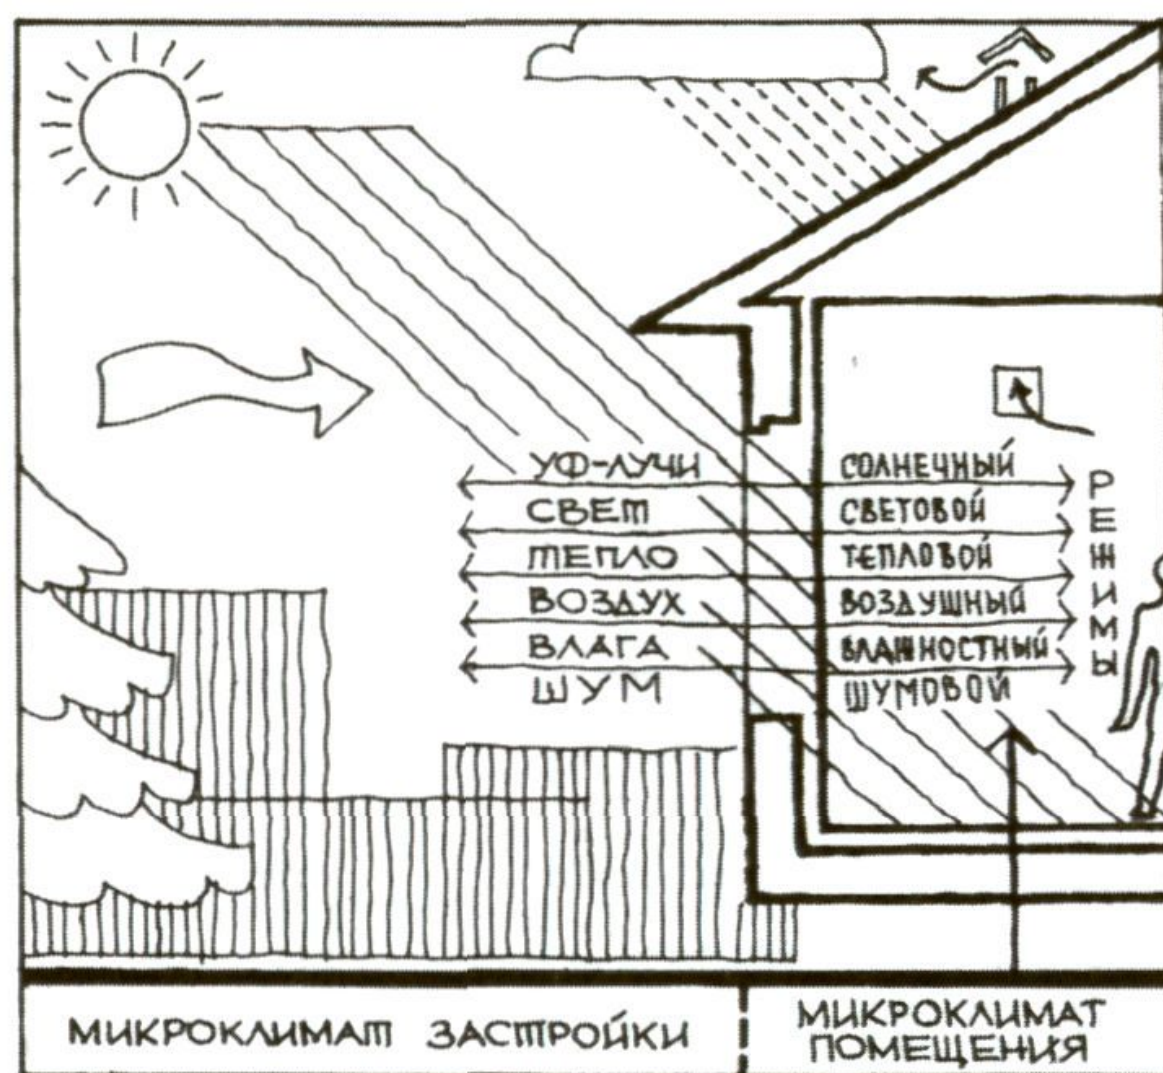 УФ-ЛУЧИ СОЛНЕЧНЫЙ
СВЕТ СВЕТОВОЙ
ТЕПЛО ТЕПЛОВОЙ
ВОЗДУХ ВОЗДУШНЫЙ
ВЛАГА ВЛАЖНОСТНЫЙ
ШУМ ШУМОВОЙ
РЕЖИМЫ
МИКРОКЛИМАТ ЗАСТРОЙКИ
МИКРОКЛИМАТ
ПОМЕЩЕНИЯ